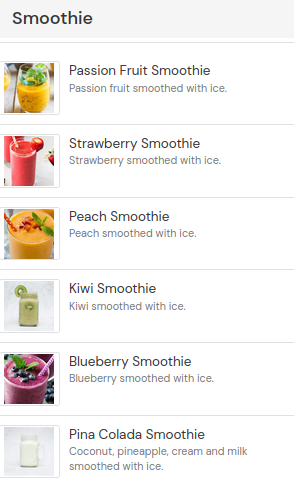 Smoothie
Passion Fruit Smoothie
Passion fruit smoothed with ice.
Strawberry Smoothie
Strawberry smoothed with ice.
Peach Smoothie
Peach smoothed with ice.
Kiwi Smoothie
Kiwi smoothed with ice.
Blueberry Smoothie
Blueberry smoothed with ice.
Pina Colada Smoothie
Coconut, pineapple, cream and milk
smoothed with ice.